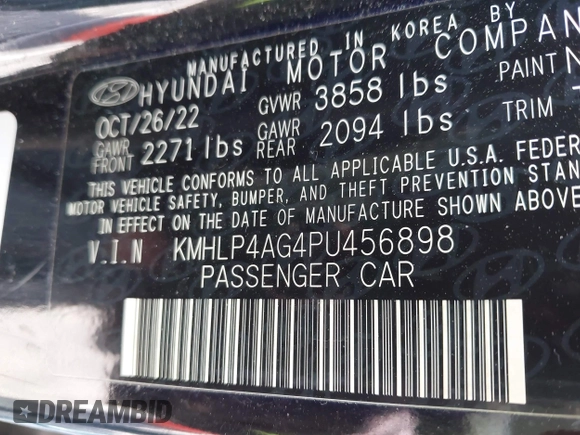 MANUFACTURED IN KOREA BY
HYUNDAI MOTOR COMPANY
OCT/26/22 GVWR 3858 lbs PAINT
GAWR FRONT 2271 lbs GAWR REAR 2094 lbs TRIM
THIS VEHICLE CONFORMS TO ALL APPLICABLE U.S.A. FEDER
MOTOR VEHICLE SAFETY, BUMPER, AND THEFT PREVENTION STAN
IN EFFECT ON THE DATE OF MANUFACTURE SHOWN ABOVE
V.I.N KMHLP4AG4PU456898
PASSENGER CAR
DREAMBID